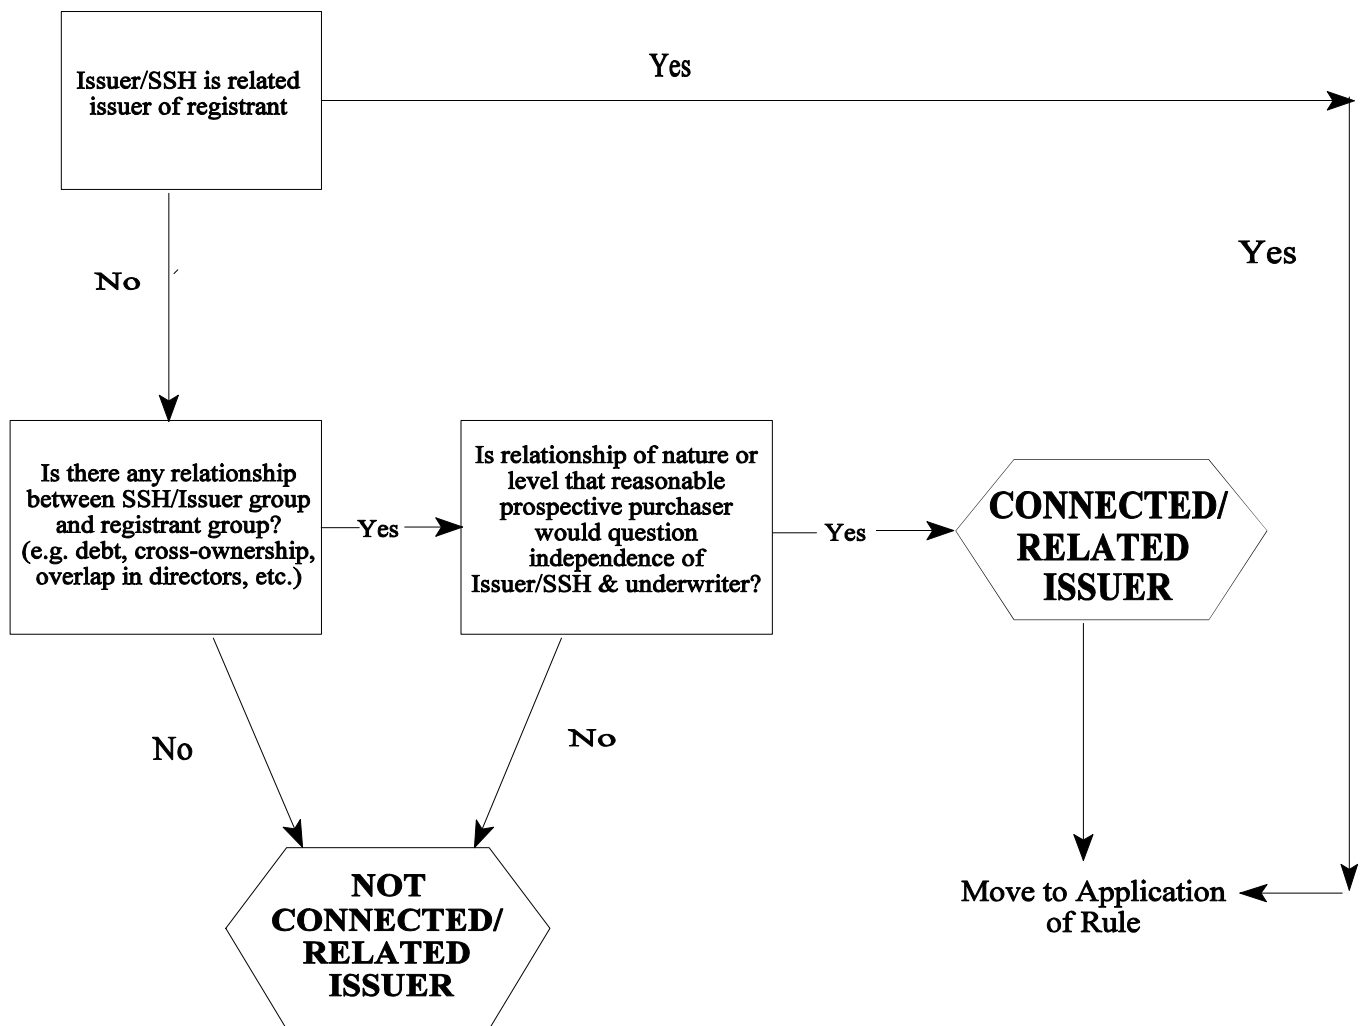 Issuer/SSH is related
issuer of registrant
Yes
Yes
No
Is there any relationship
between SSH/Issuer group
and registrant group?
(e.g. debt, cross-ownership,
overlap in directors, etc.)
Yes
Is relationship of nature or
level that reasonable
prospective purchaser
would question
independence of
Issuer/SSH & underwriter?
Yes
CONNECTED/
RELATED
ISSUER
No
No
NOT
CONNECTED/
RELATED
ISSUER
Move to Application
of Rule